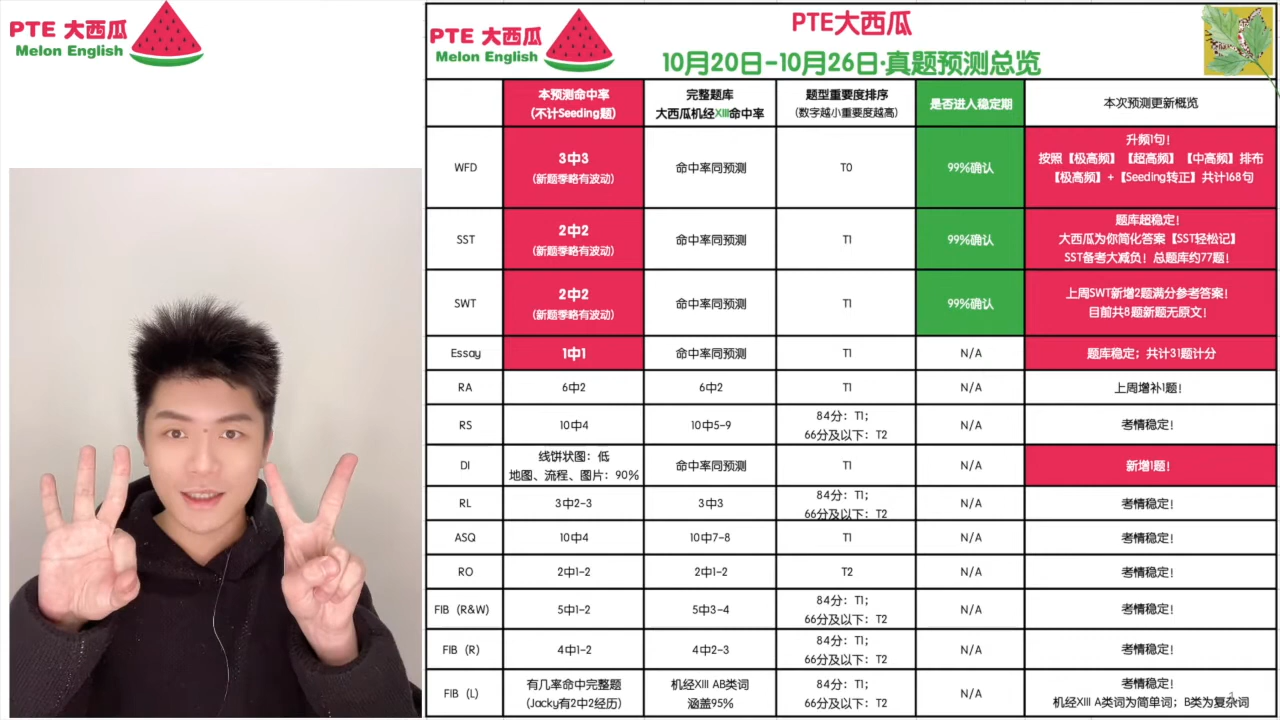 PTE 大西瓜
Melon English
PTE 大西瓜
Melon English
PTE大西瓜
10月20日-10月26日·真题预测总览
本预测命中率
(不计Seeding题)
完整题库
大西瓜机经XIII命中率
题型重要度排序
(数字越小重要度越高)
是否进入稳定期
本次预测更新概览
WFD
3中3
(新题季略有波动)
命中率同预测
T0
99%确认
升频1句!
按照【极高频】【超高频】【中高频】排布
【极高频】+【Seeding转正】共计168句
SST
2中2
(新题季略有波动)
命中率同预测
T1
99%确认
题库超稳定!
大西瓜为你简化答案【SST轻松记】
SST备考大减负! 总题库约77题!
SWT
2中2
(新题季略有波动)
命中率同预测
T1
99%确认
上周SWT新增2题满分参考答案!
目前共8题新题无原文!
Essay
1中1
命中率同预测
T1
N/A
题库稳定; 共计31题计分
RA
6中2
6中2
T1
N/A
上周增补1题!
RS
10中4
10中5-9
84分: T1;
66分及以下: T2
N/A
考情稳定!
DI
线饼状图: 低
地图、流程、图片: 90%
命中率同预测
T1
N/A
新增1题!
RL
3中2-3
3中3
84分: T1;
66分及以下: T2
N/A
考情稳定!
ASQ
10中4
10中7-8
T1
N/A
考情稳定!
RO
2中1-2
2中1-2
T2
N/A
考情稳定!
FIB (R&W)
5中1-2
5中3-4
84分: T1;
66分及以下: T2
N/A
考情稳定!
FIB (R)
4中1-2
4中2-3
84分: T1;
66分及以下: T2
N/A
考情稳定!
FIB (L)
有几率命中完整题
(Jacky有2中2经历)
机经XIII AB类词
涵盖95%
84分: T1;
66分及以下: T2
N/A
考情稳定!
机经XIII A类词为简单词; B类为复杂词